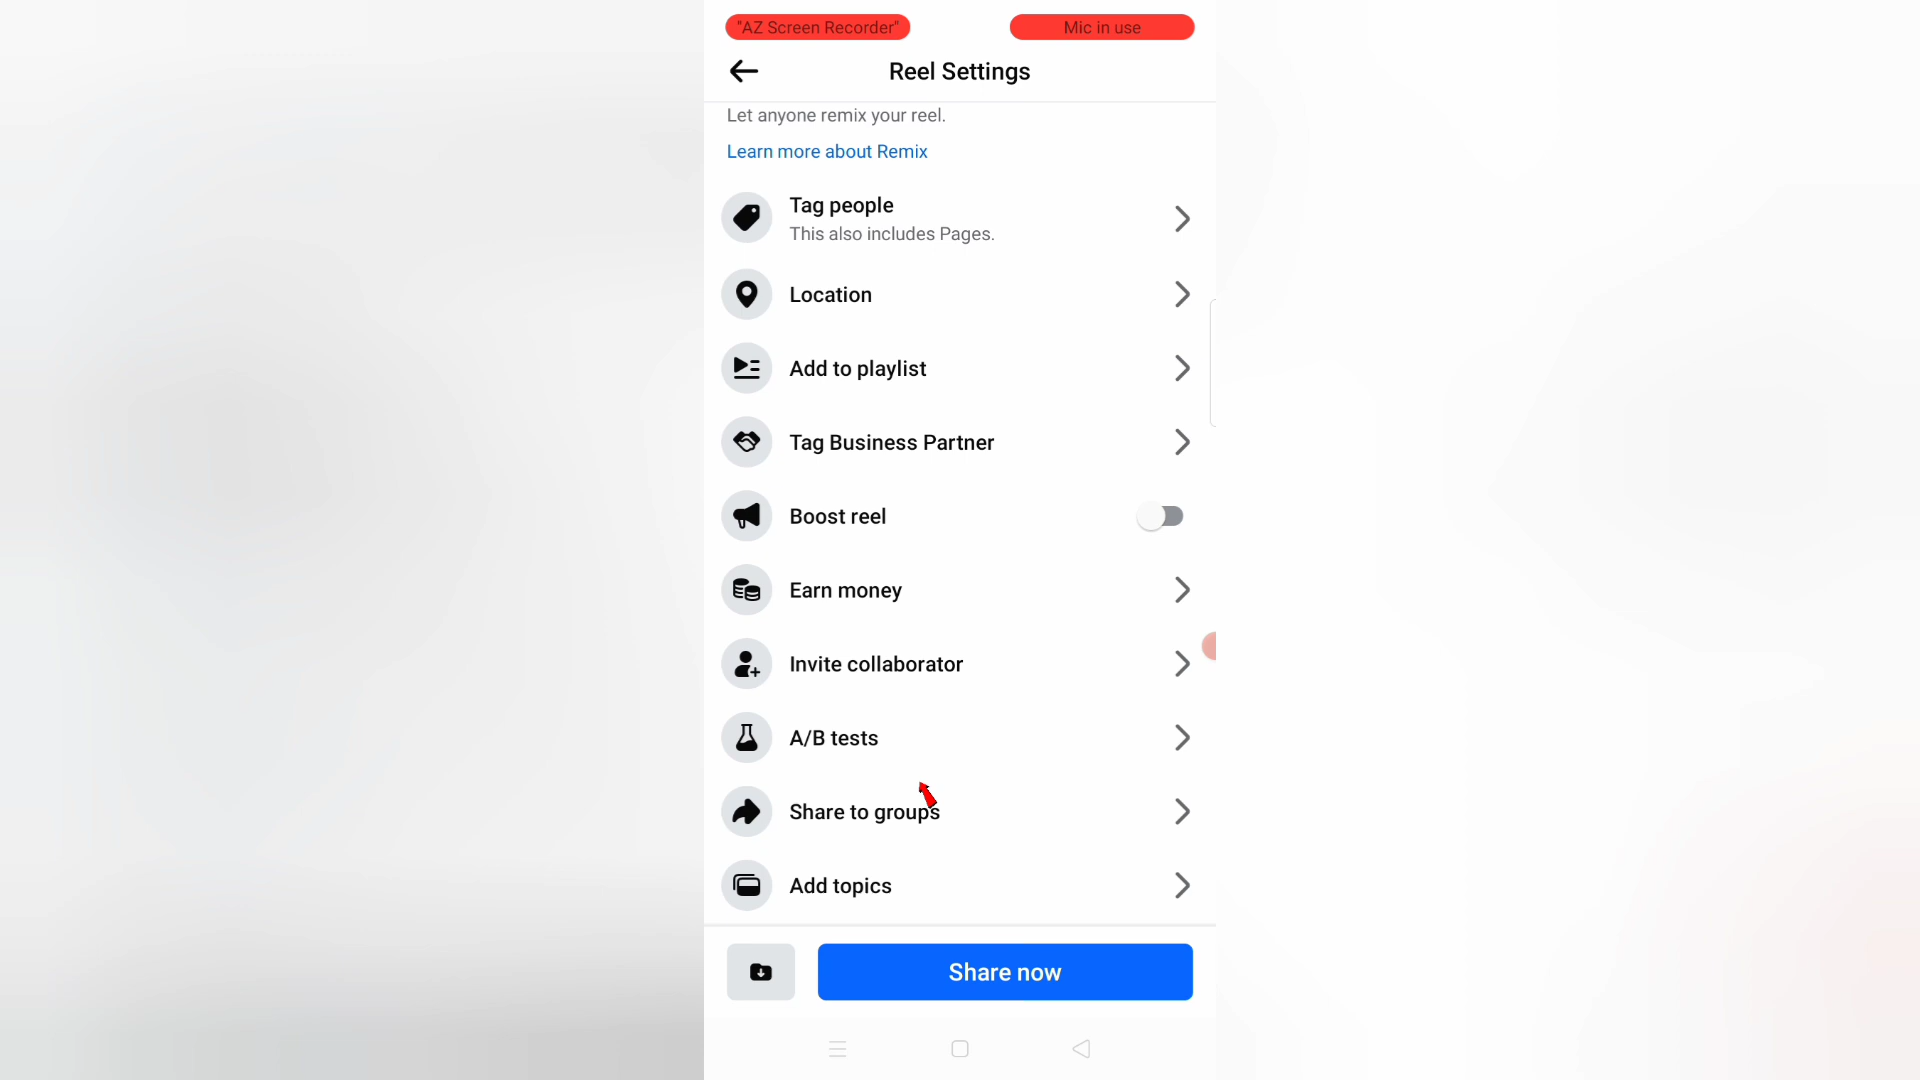 "AZ Screen Recorder"
Mic in use
Reel Settings
Let anyone remix your reel.
Learn more about Remix
Tag people
This also includes Pages.
Location
Add to playlist
Tag Business Partner
Boost reel
Earn money
Invite collaborator
A/B tests
Share to groups
Add topics
Share now